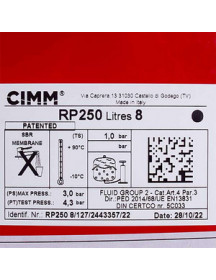 CIMM®
Via Caprera 13 31030 Castello di Godego (TV)
Made in Italy
RP250 Litres 8
PATENTED
SBR
MEMBRANE
(TS)
+ 90°C
-10°C
1,0 bar
bar
(PS)MAX PRESS.: 3,0 bar
(PT)TEST PRESS.: 4,3 bar
FLUID GROUP 2 - Cat.Art.4 Par.3
Dir.:PED 2014/68/UE EN13831
DIN CERTCO nr. 5C033
Identif. Nr.: RP250 8/127/2443357/22
Date: 28/10/22